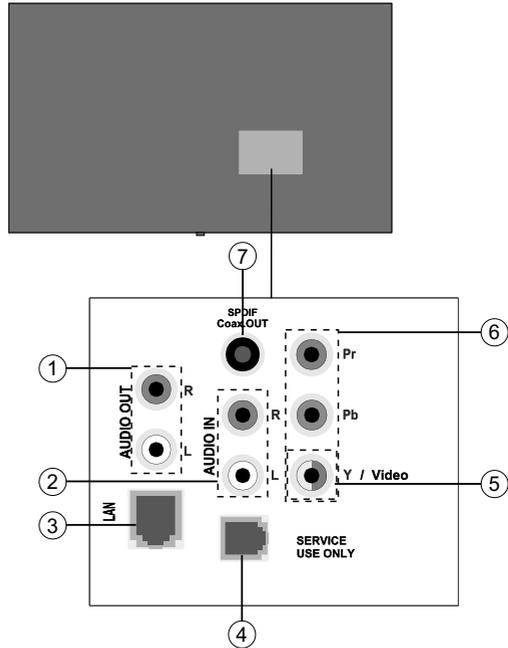 7
SPDIF
Coax.OUT
6
1
Pr
AUDIO OUT
R
AUDIO IN
R
Pb
L
2
L
Y / Video
5
3
LAN
SERVICE
USE ONLY
4